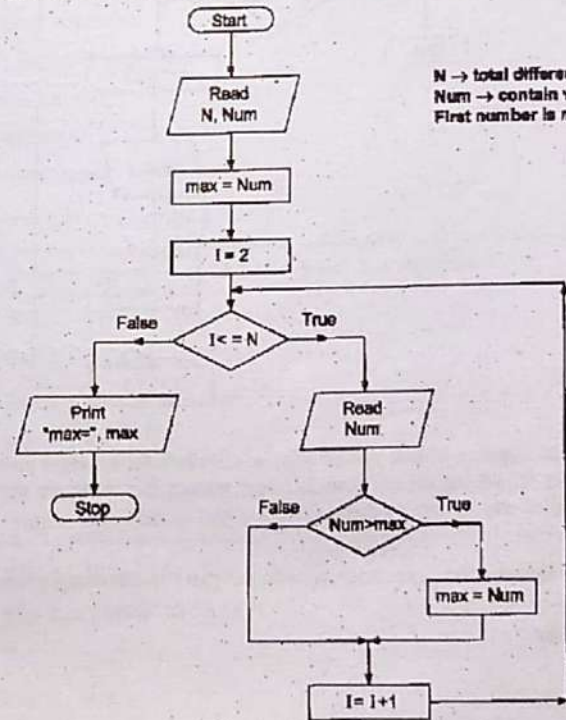 Start
Read
N, Num
N → total
Num → contain
First number is
max = Num
I = 2
False
I< = N
True
Print
"max=", max
Read
Num
Stop
False
Num>max
True
max = Num
I= I+1